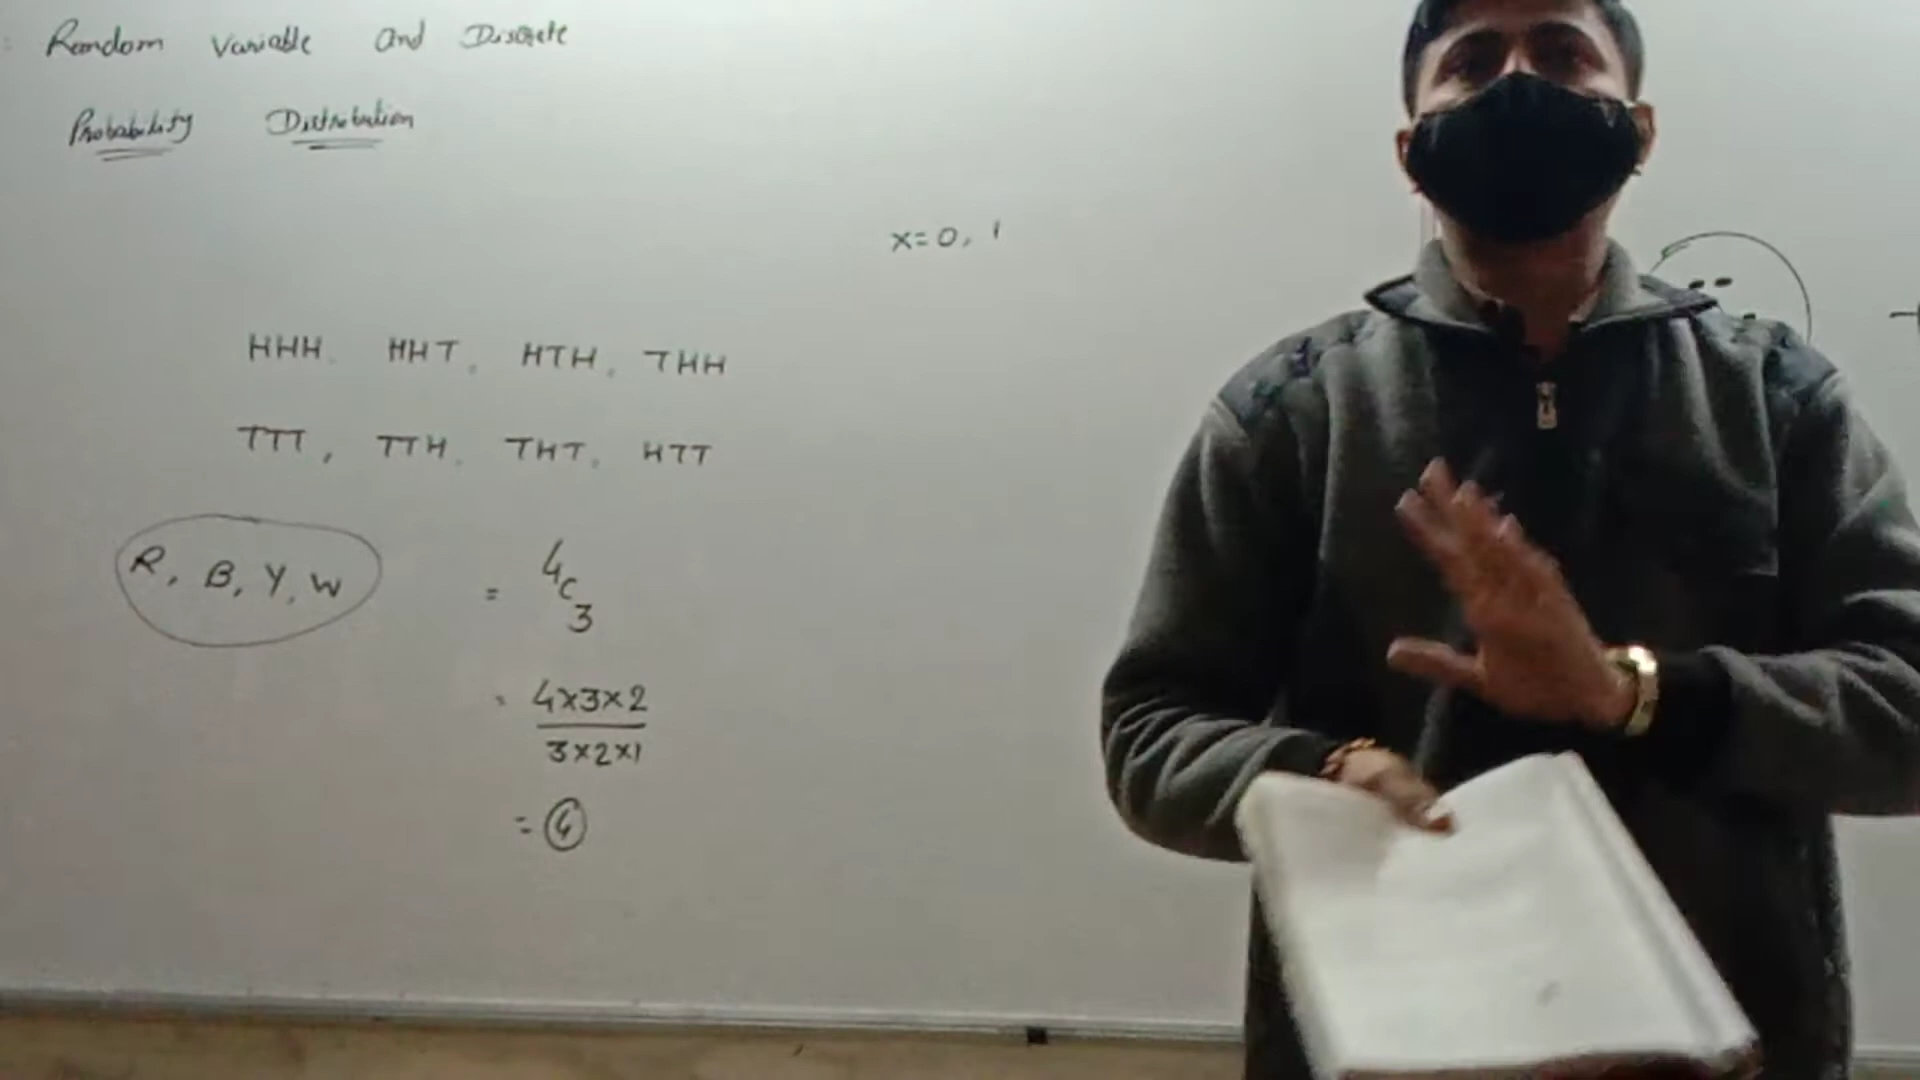 Random Variable and Discrete
Probability Distribution
x=0, 1
HHH, HHT, HTH, THH
TTT, TTH, THT, HTT
R, B, Y, W
= 4C3
= 4×3×2
3×2×1
= 4